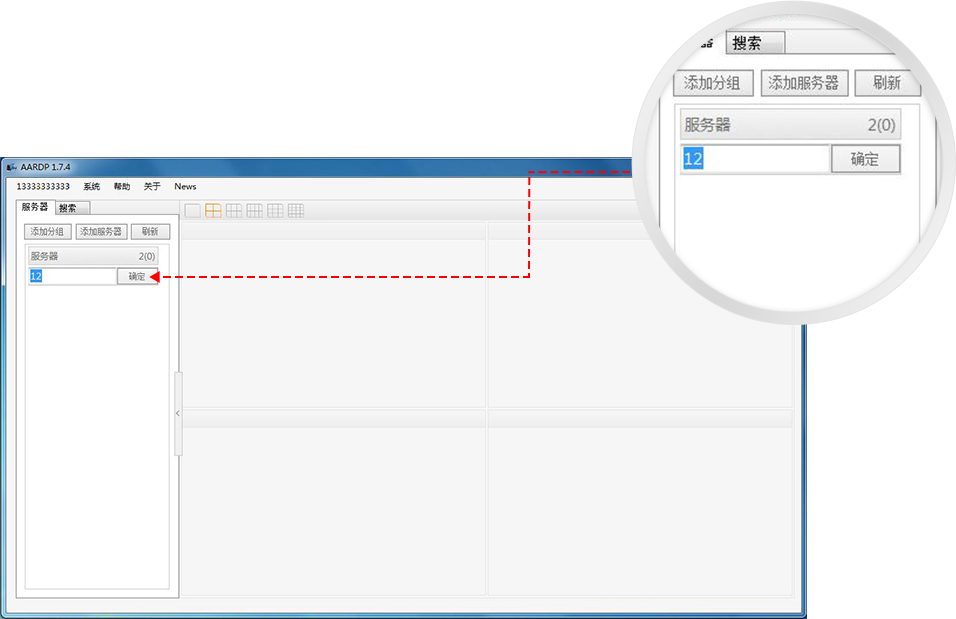 搜索
添加分组 添加服务器 刷新
服务器 2(0)
12 确定
AARDP 1.7.4
13333333333 系统 帮助 关于 News
服务器 搜索
添加分组 添加服务器 刷新
服务器 2(0)
12 确定